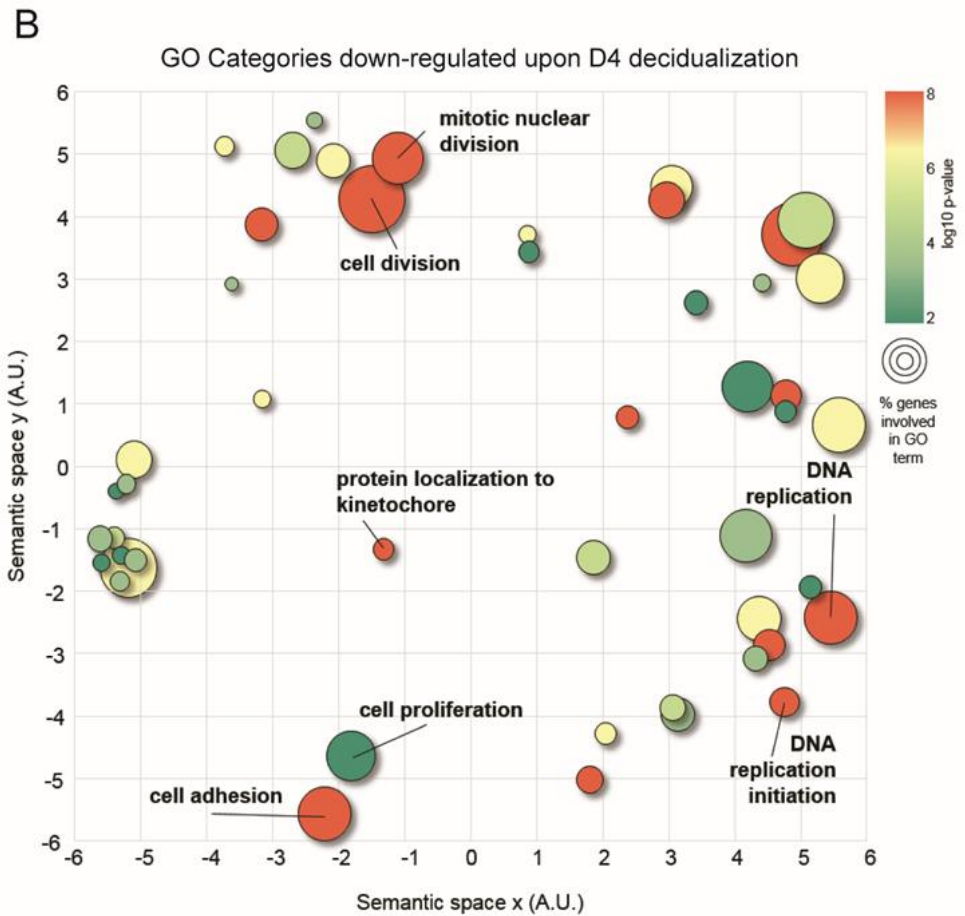 B
GO Categories down-regulated upon D4 decidualization
6
5
4
3
2
1
0
-1
-2
-3
-4
-5
-6
Semantic space y (A.U.)
mitotic nuclear
division
cell division
protein localization to
kinetochore
DNA
replication
cell proliferation
cell adhesion
DNA
replication
initiation
-6 -5 -4 -3 -2 -1 0 1 2 3 4 5 6
Semantic space x (A.U.)
8
6
4
2
log10 p-value
% genes
involved
in GO
term